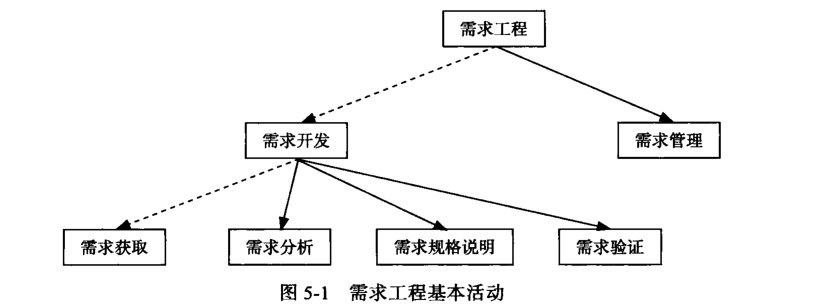 需求工程
需求开发
需求管理
需求获取
需求分析
需求规格说明
需求验证
图 5-1 需求工程基本活动